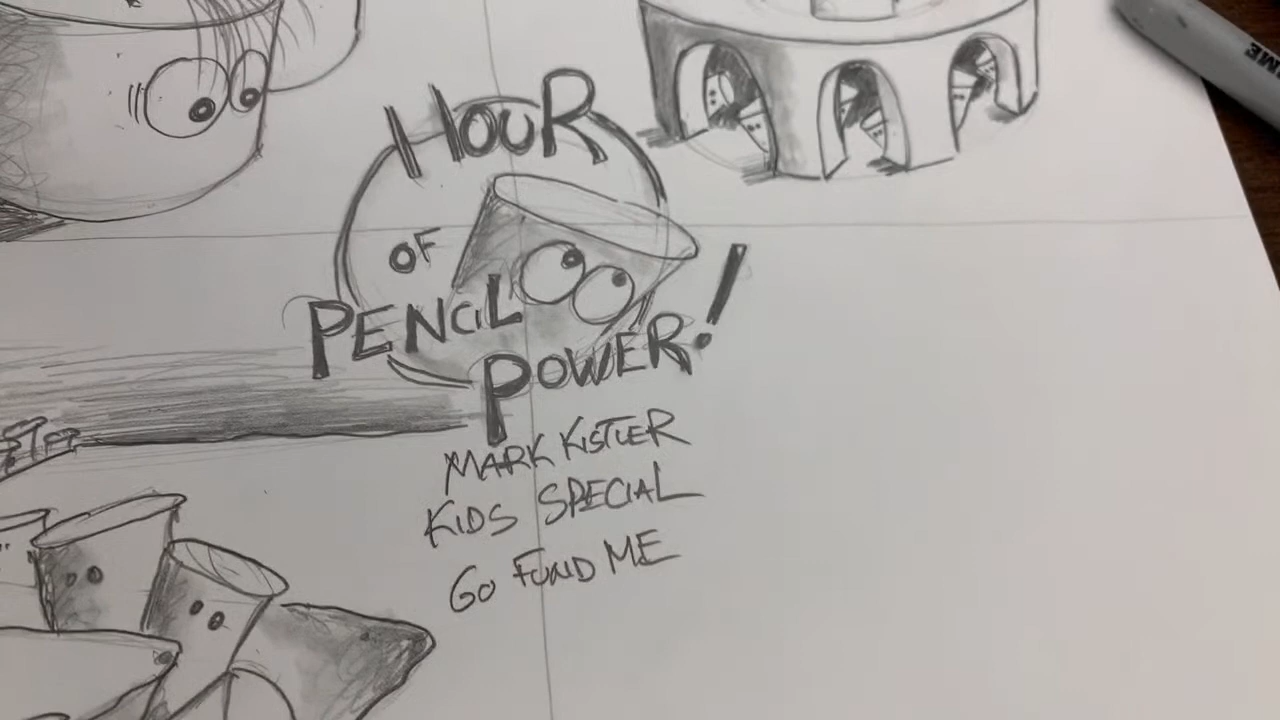 HOUR
OF
PENCIL
POWER!
MARK KISTLER
KIDS SPECIAL
GO FUND ME